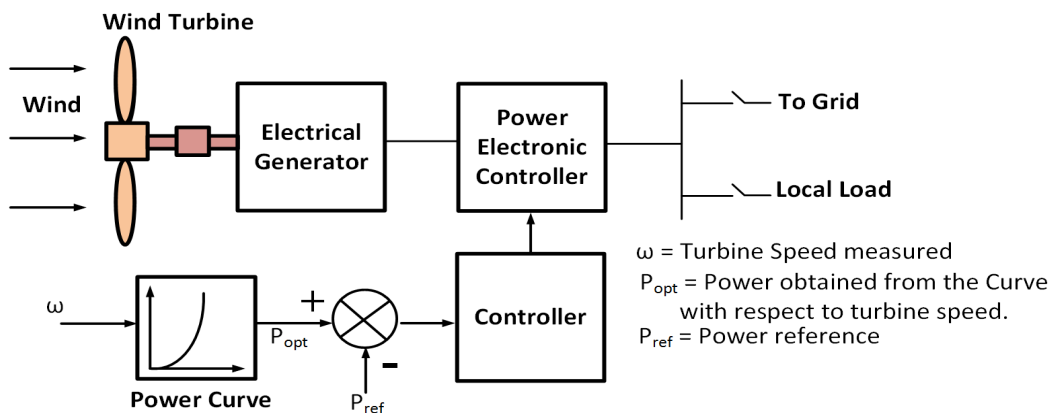 Wind Turbine
Wind
Electrical
Generator
Power
Electronic
Controller
To Grid
Local Load
ω = Turbine Speed measured
Popt = Power obtained from the Curve
with respect to turbine speed.
Pref = Power reference
ω
+
Popt
-
Controller
Power Curve
Pref